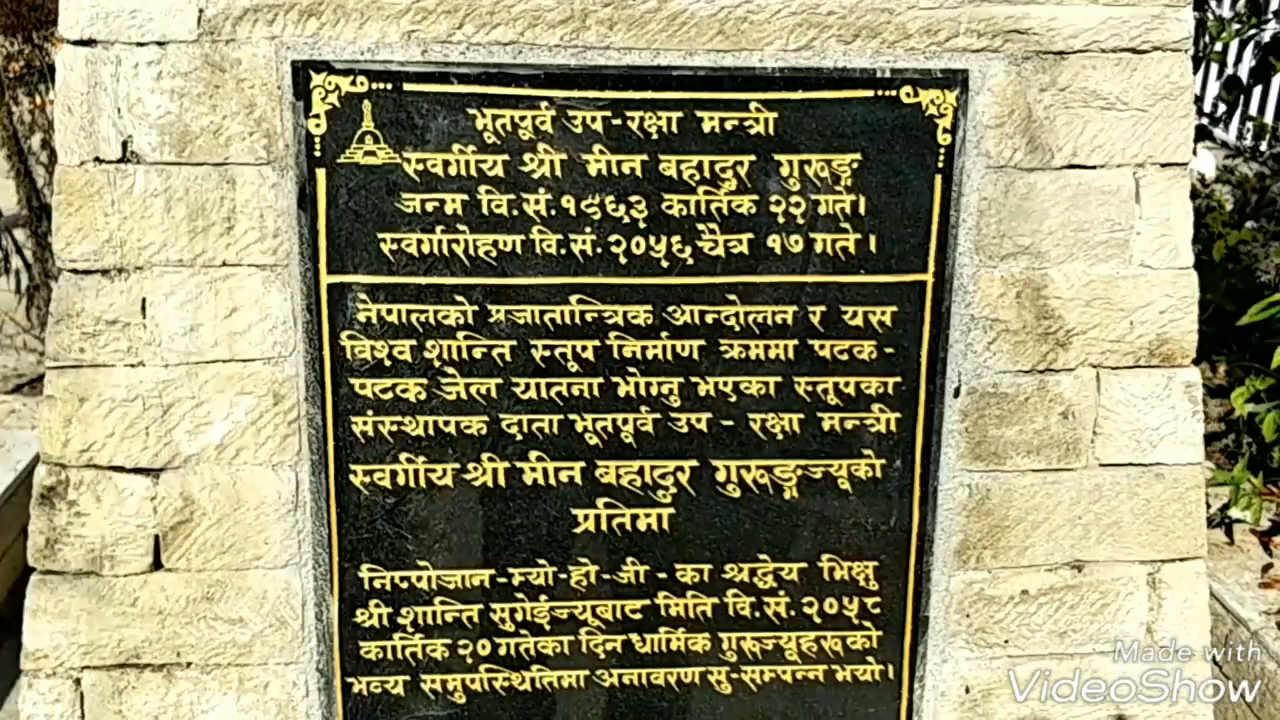 भूतपूर्व उप-रक्षा मन्त्री
स्वर्गीय श्री मीन बहादुर गुरुङ्ग
जन्म वि.सं.१९६३ कार्तिक २२ गते।
स्वर्गारोहण वि.सं.२०५६ चैत्र १७ गते।
नेपालको प्रजातान्त्रिक आन्दोलन र यस
विश्व शान्ति स्तूप निर्माण क्रममा पटक-
पटक जेल यातना भोग्नु भएका स्तूपका
संस्थापक दाता भूतपूर्व उप - रक्षा मन्त्री
स्वर्गीय श्री मीन बहादुर गुरुङ्गज्यूको
प्रतिमा
निप्पोजान-म्यो-हो-जी-का श्रद्धेय भिक्षु
श्री शान्ति सुगेईज्यूबाट मिति वि.सं.२०५८
कार्तिक २० गतेका दिन धार्मिक गुरुज्यूहरुको
भव्य समुपस्थितिमा अनावरण सु-सम्पन्न भयो।
Made with
VideoShow